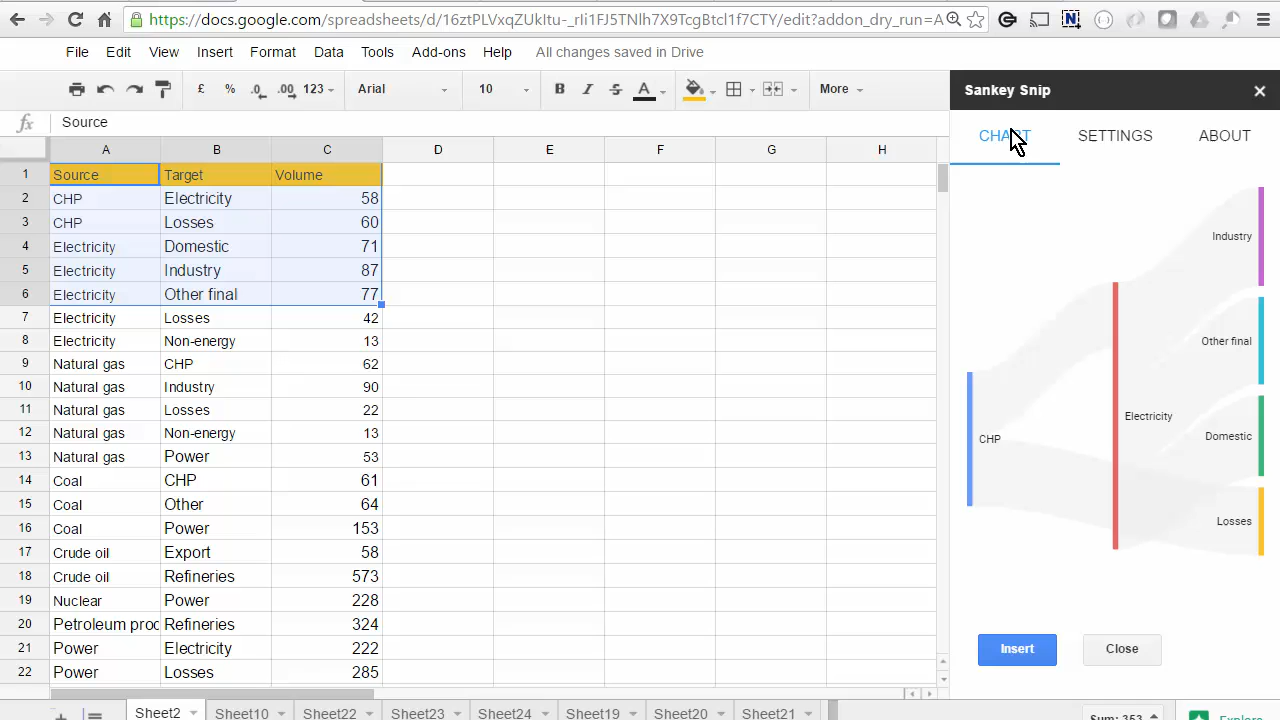 https://docs.google.com/spreadsheets/d/16ztPLVxqZUkItu-_rIi1FJ5TNlh7X9TcgBtcl1f7CTY/edit?addon_dry_run=A
File Edit View Insert Format Data Tools Add-ons Help All changes saved in Drive
£ % .0 .00 123 Arial 10 B I S A More
Sankey Snip
fx Source
CHART SETTINGS ABOUT
A B C D E F G H
1 Source Target Volume
2 CHP Electricity 58
3 CHP Losses 60
4 Electricity Domestic 71
5 Electricity Industry 87
6 Electricity Other final 77
7 Electricity Losses 42
8 Electricity Non-energy 13
9 Natural gas CHP 62
10 Natural gas Industry 90
11 Natural gas Losses 22
12 Natural gas Non-energy 13
13 Natural gas Power 53
14 Coal CHP 61
15 Coal Other 64
16 Coal Power 153
17 Crude oil Export 58
18 Crude oil Refineries 573
19 Nuclear Power 228
20 Petroleum proc Refineries 324
21 Power Electricity 222
22 Power Losses 285
Industry
Other final
Electricity
Domestic
CHP
Losses
Insert Close
Sheet2 Sheet10 Sheet22 Sheet23 Sheet24 Sheet19 Sheet20 Sheet21 Sum: 353 Explore